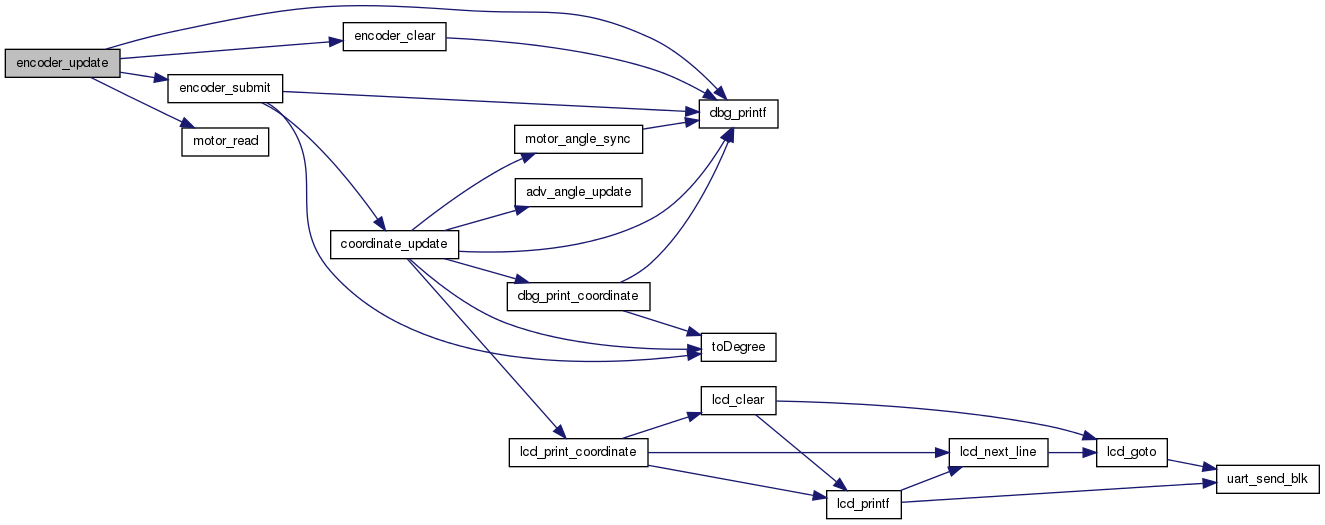 encoder_update
encoder_clear
encoder_submit
motor_read
dbg_printf
motor_angle_sync
adv_angle_update
coordinate_update
dbg_print_coordinate
toDegree
lcd_clear
lcd_print_coordinate
lcd_next_line
lcd_goto
lcd_printf
uart_send_blk